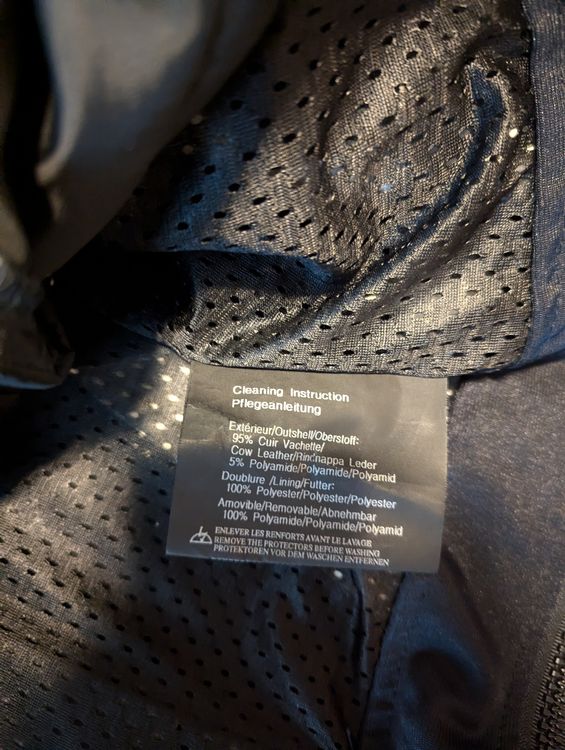 Cleaning Instruction
Pflegeanleitung
Extérieur/Outshell/Oberstoff:
95% Cuir Vachette/
Cow Leather/Rindnappa Leder
5% Polyamide/Polyamide/Polyamid
Doublure /Lining/Futter:
100% Polyester/Polyester/Polyester
Amovible/Removable/Abnehmbar
100% Polyamide/Polyamide/Polyamid
ENLEVER LES RENFORTS AVANT LE LAVAGE
REMOVE THE PROTECTORS BEFORE WASHING
PROTEKTOREN VOR DEM WASCHEN ENTFERNEN